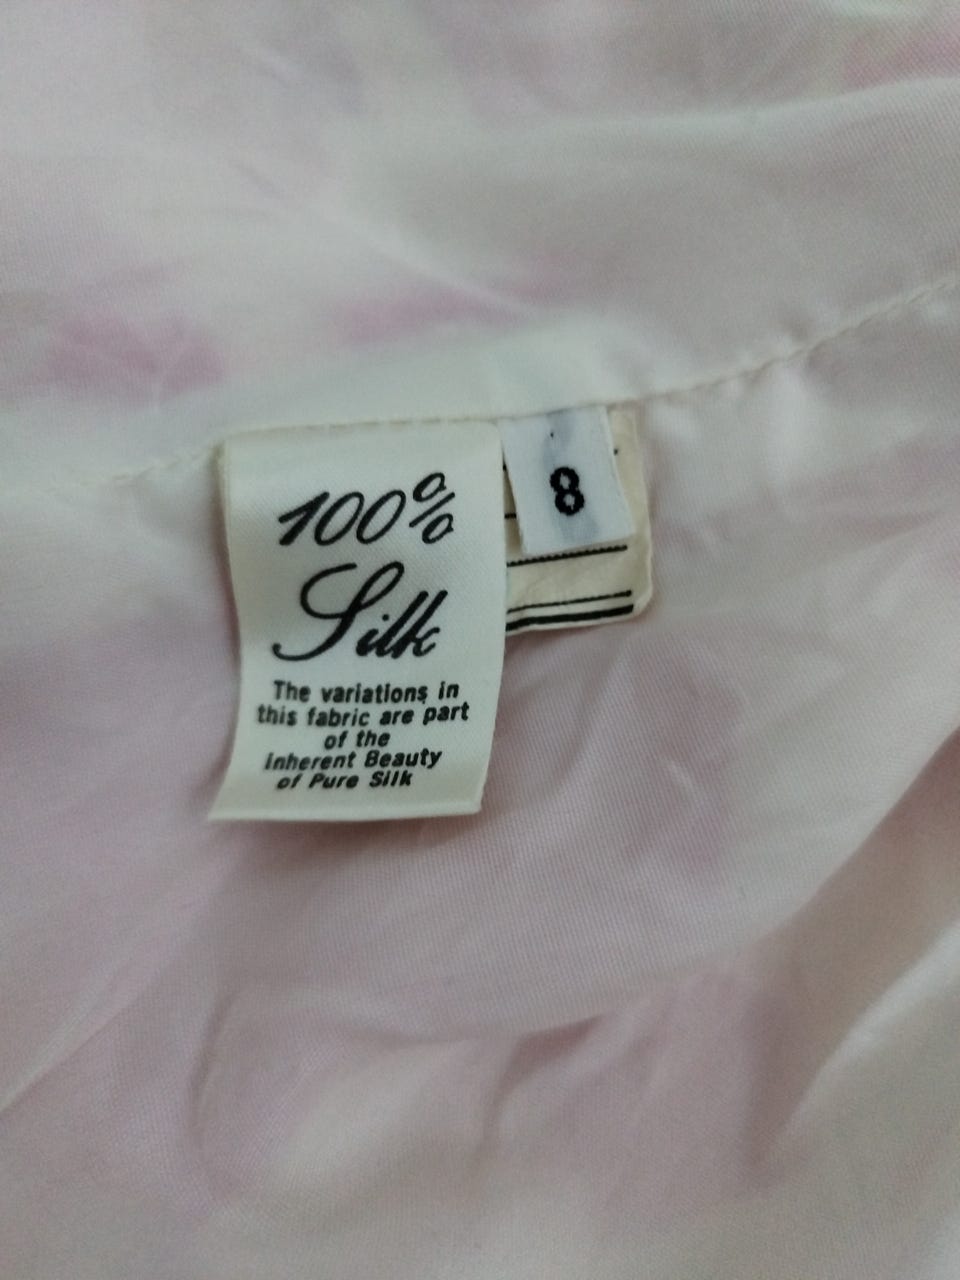 100%
Silk
The variations in
this fabric are part
of the
Inherent Beauty
of Pure Silk
8